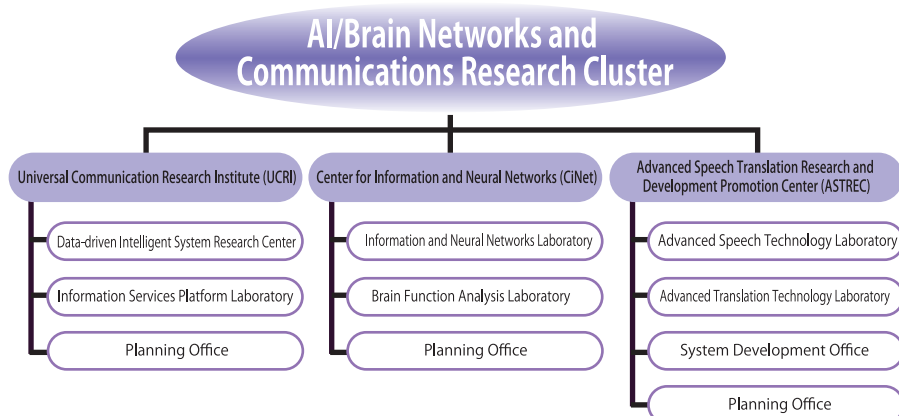 AI/Brain Networks and
Communications Research Cluster
Universal Communication Research Institute (UCRI)
Data-driven Intelligent System Research Center
Information Services Platform Laboratory
Planning Office
Center for Information and Neural Networks (CiNet)
Information and Neural Networks Laboratory
Brain Function Analysis Laboratory
Planning Office
Advanced Speech Translation Research and
Development Promotion Center (ASTREC)
Advanced Speech Technology Laboratory
Advanced Translation Technology Laboratory
System Development Office
Planning Office